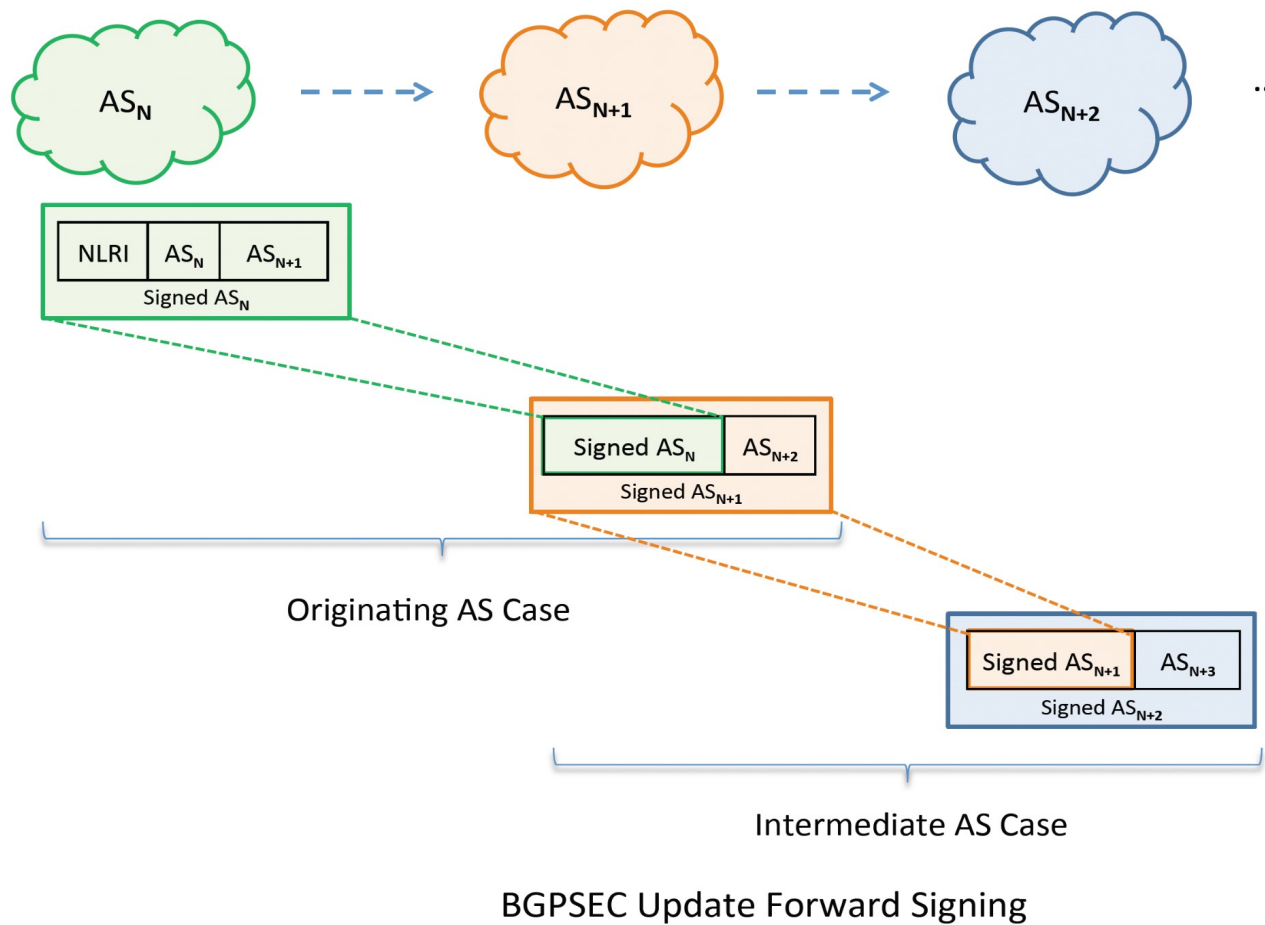 AS_N
AS_N+1
AS_N+2
..
NLRI AS_N AS_N+1
Signed AS_N
Signed AS_N AS_N+2
Signed AS_N+1
Originating AS Case
Signed AS_N+1 AS_N+3
Signed AS_N+2
Intermediate AS Case
BGPSEC Update Forward Signing